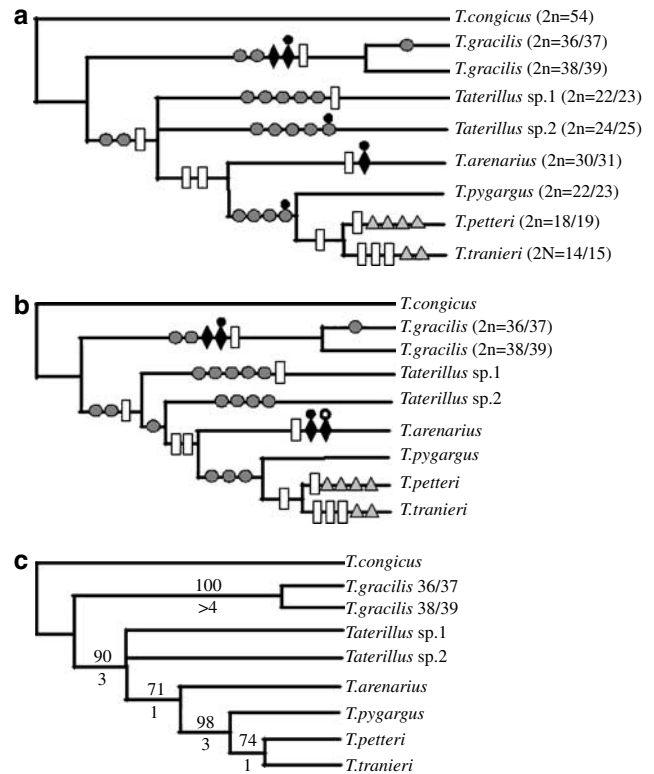 a
T.congicus (2n=54)
T.gracilis (2n=36/37)
T.gracilis (2n=38/39)
Taterillus sp.1 (2n=22/23)
Taterillus sp.2 (2n=24/25)
T.arenarius (2n=30/31)
T.pygargus (2n=22/23)
T.petteri (2n=18/19)
T.tranieri (2N=14/15)
b
T.congicus
T.gracilis (2n=36/37)
T.gracilis (2n=38/39)
Taterillus sp.1
Taterillus sp.2
T.arenarius
T.pygargus
T.petteri
T.tranieri
c
T.congicus
100
>4
T.gracilis 36/37
T.gracilis 38/39
Taterillus sp.1
90
3
Taterillus sp.2
71
1
T.arenarius
98
3
T.pygargus
74
1
T.petteri
T.tranieri